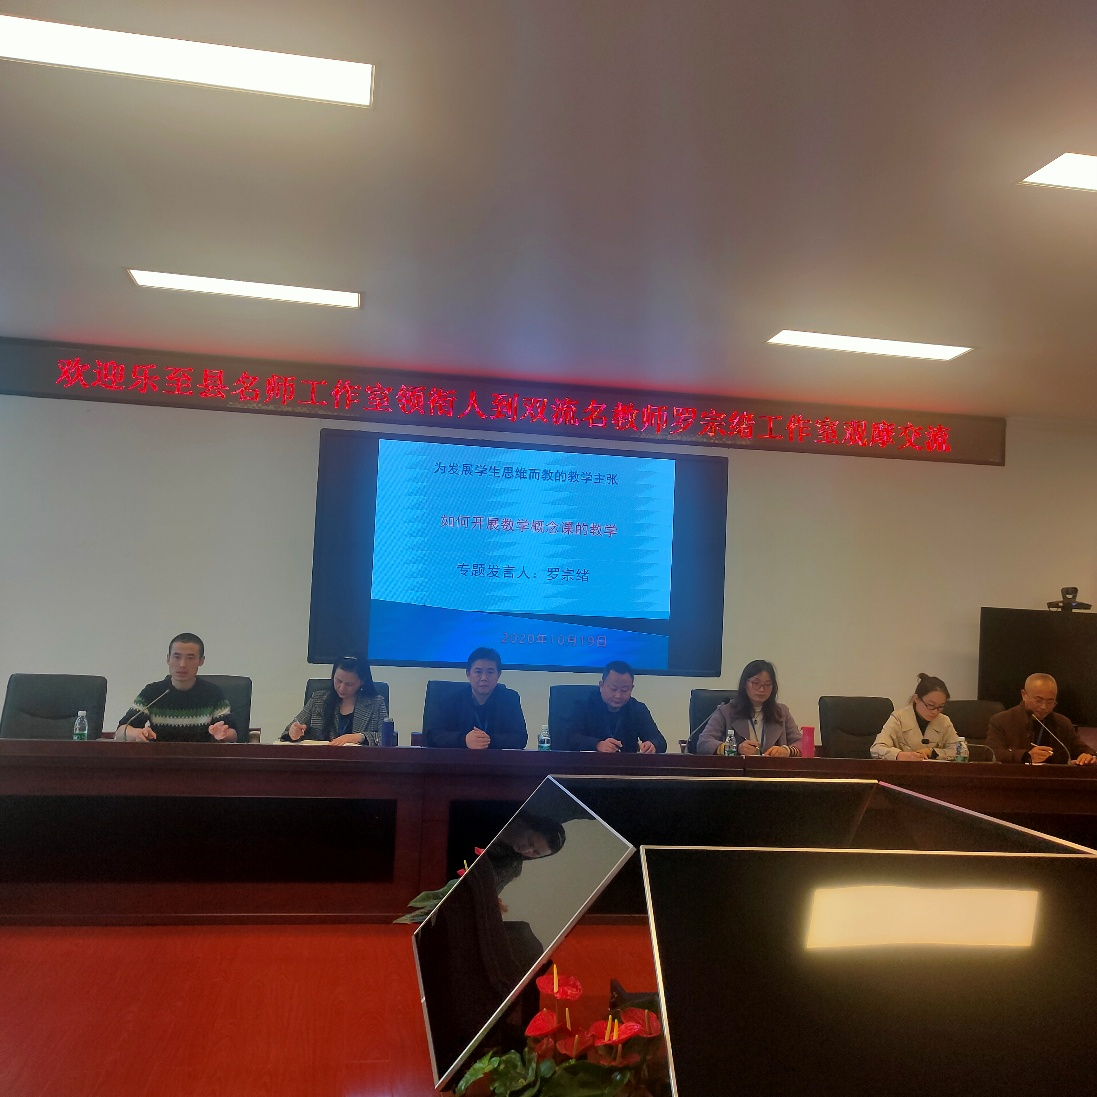 欢迎乐至县名师工作室领衔人到双流名教师罗宗绪工作室观摩交流
为发展学生思维而教的教学主张
如何开展数学概念课的教学
专题发言人：罗宗绪
2020年10月19日